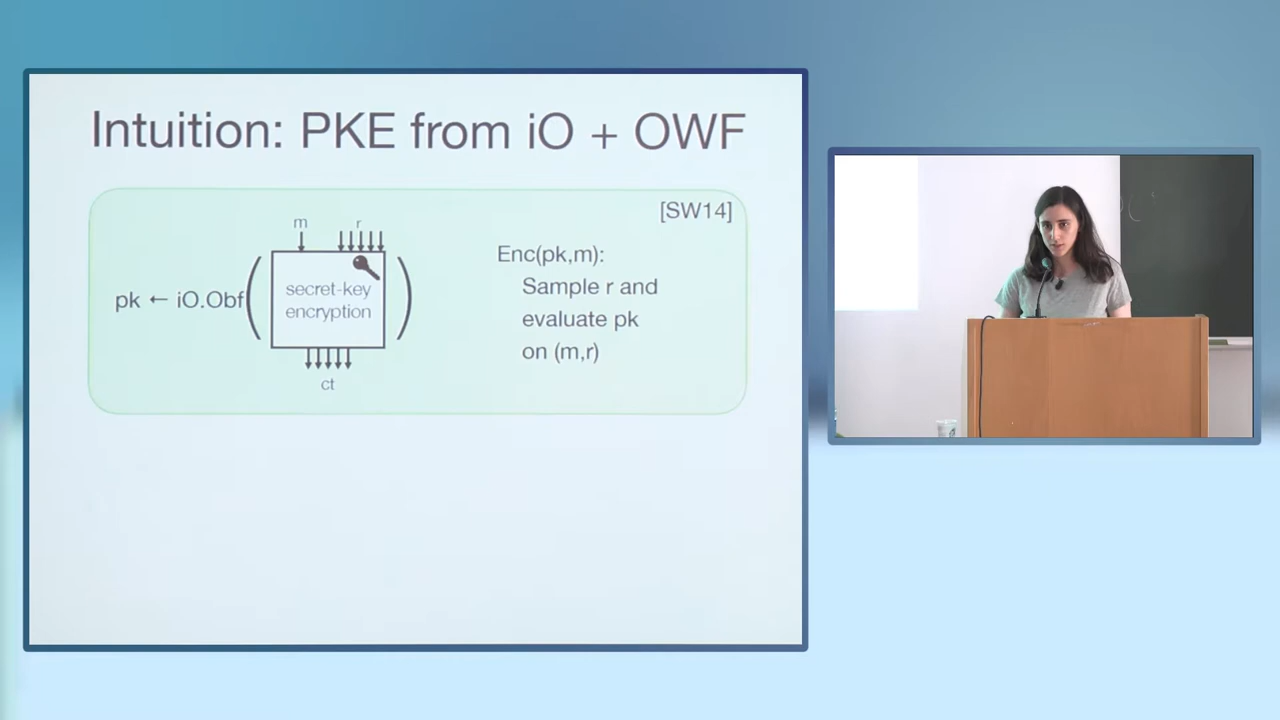 Intuition: PKE from iO + OWF
[SW14]
m
r
pk ← iO.Obf
secret-key
encryption
ct
Enc(pk,m):
Sample r and
evaluate pk
on (m,r)